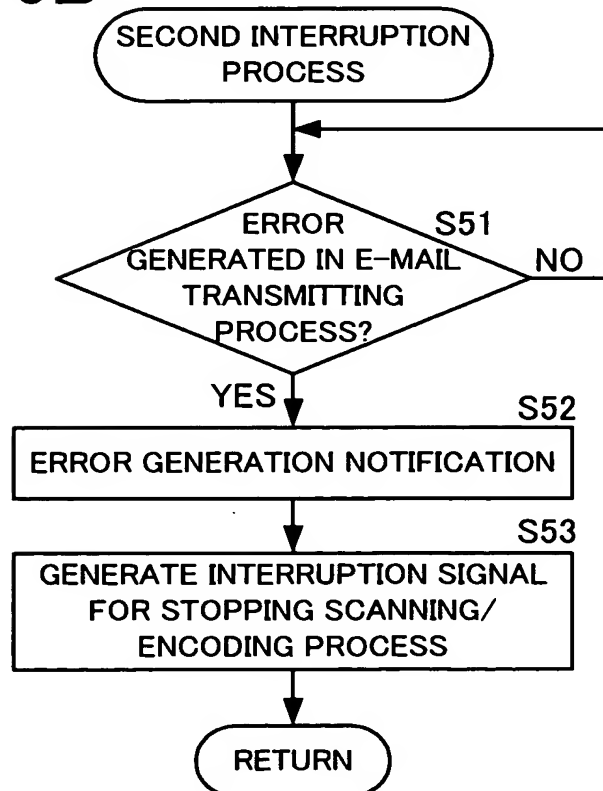 SECOND INTERRUPTION
PROCESS
ERROR
S51
GENERATED IN E-MAIL
NO
TRANSMITTING
PROCESS?
YES
S52
ERROR GENERATION NOTIFICATION
S53
GENERATE INTERRUPTION SIGNAL
FOR STOPPING SCANNING/
ENCODING PROCESS
RETURN